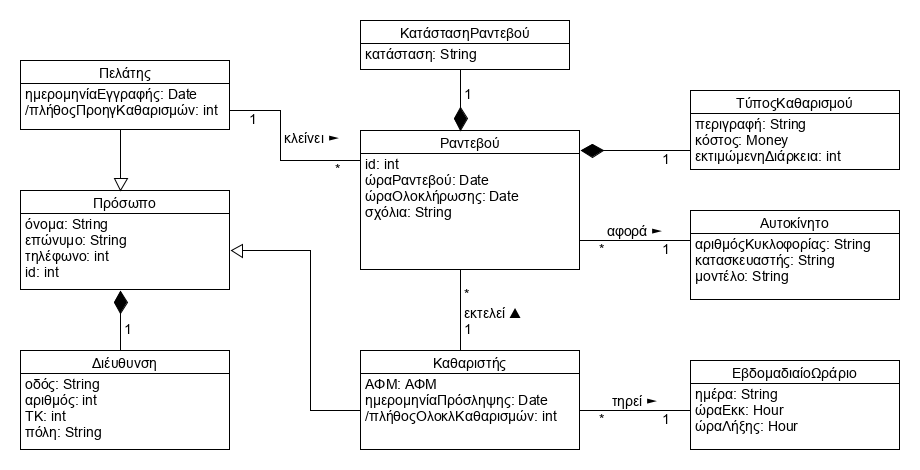 ΚατάστασηΡαντεβού
κατάσταση: String
1
Πελάτης
ημερομηνίαΕγγραφής: Date
/πλήθοςΠροηγΚαθαρισμών: int
1
κλείνει ►
*
Ραντεβού
id: int
ώραΡαντεβού: Date
ώραΟλοκλήρωσης: Date
σχόλια: String
ΤύποςΚαθαρισμού
περιγραφή: String
κόστος: Money
εκτιμώμενηΔιάρκεια: int
1
Πρόσωπο
όνομα: String
επώνυμο: String
τηλέφωνο: int
id: int
αφορά ►
*
1
Αυτοκίνητο
αριθμόςΚυκλοφορίας: String
κατασκευαστής: String
μοντέλο: String
*
εκτελεί ▲
1
1
Διέυθυνση
οδός: String
αριθμός: int
ΤΚ: int
πόλη: String
Καθαριστής
ΑΦΜ: ΑΦΜ
ημερομηνίαΠρόσληψης: Date
/πλήθοςΟλοκλΚαθαρισμών: int
τηρεί ►
*
1
ΕβδομαδιαίοΩράριο
ημέρα: String
ώραΕκκ: Hour
ώραΛήξης: Hour